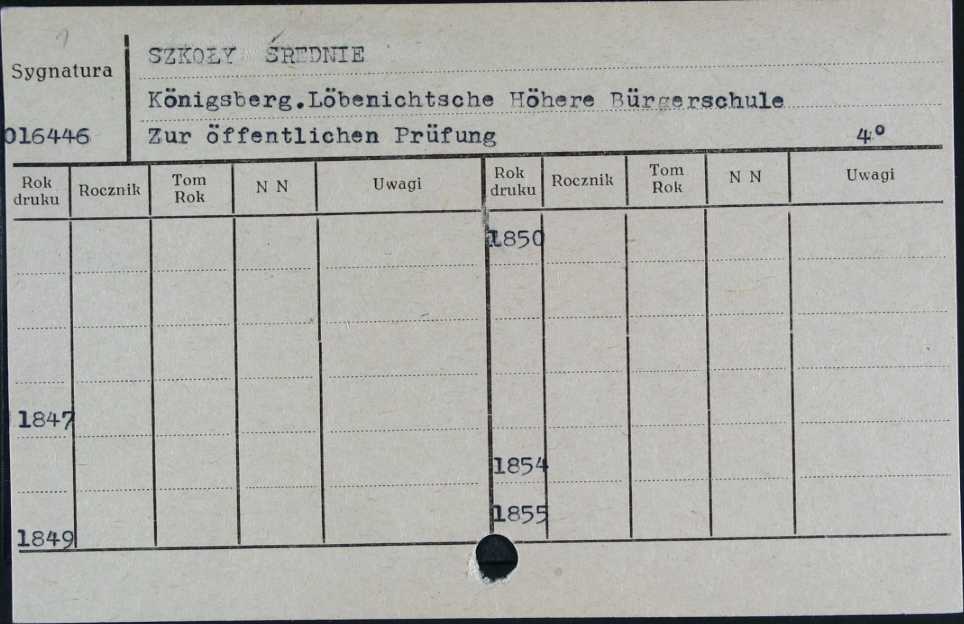 1
SZKOŁY ŚREDNIE
Sygnatura
Königsberg.Löbenichtsche Höhere Bürgerschule
016446
Zur öffentlichen Prüfung 4°
Rok druku Rocznik Tom Rok N N Uwagi Rok druku Rocznik Tom Rok N N Uwagi
1850
1847
1854
1855
1849